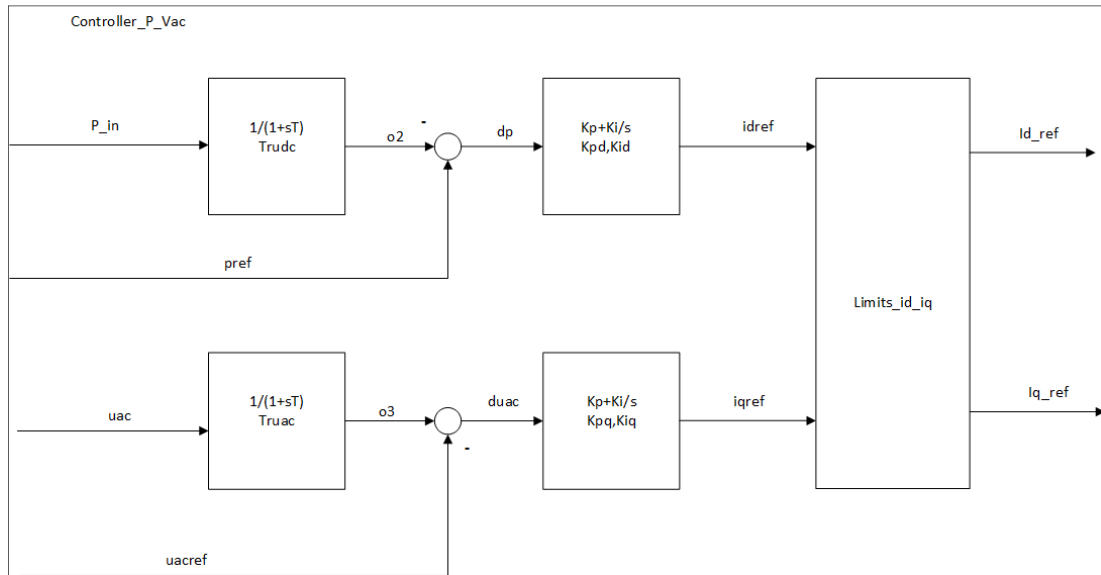 Controller_P_Vac
P_in
1/(1+sT)
Trudc
o2
-
dp
Kp+Ki/s
Kpd,Kid
idref
Id_ref
pref
Limits_id_iq
uac
1/(1+sT)
Truac
o3
-
duac
Kp+Ki/s
Kpq,Kiq
iqref
Iq_ref
uacref